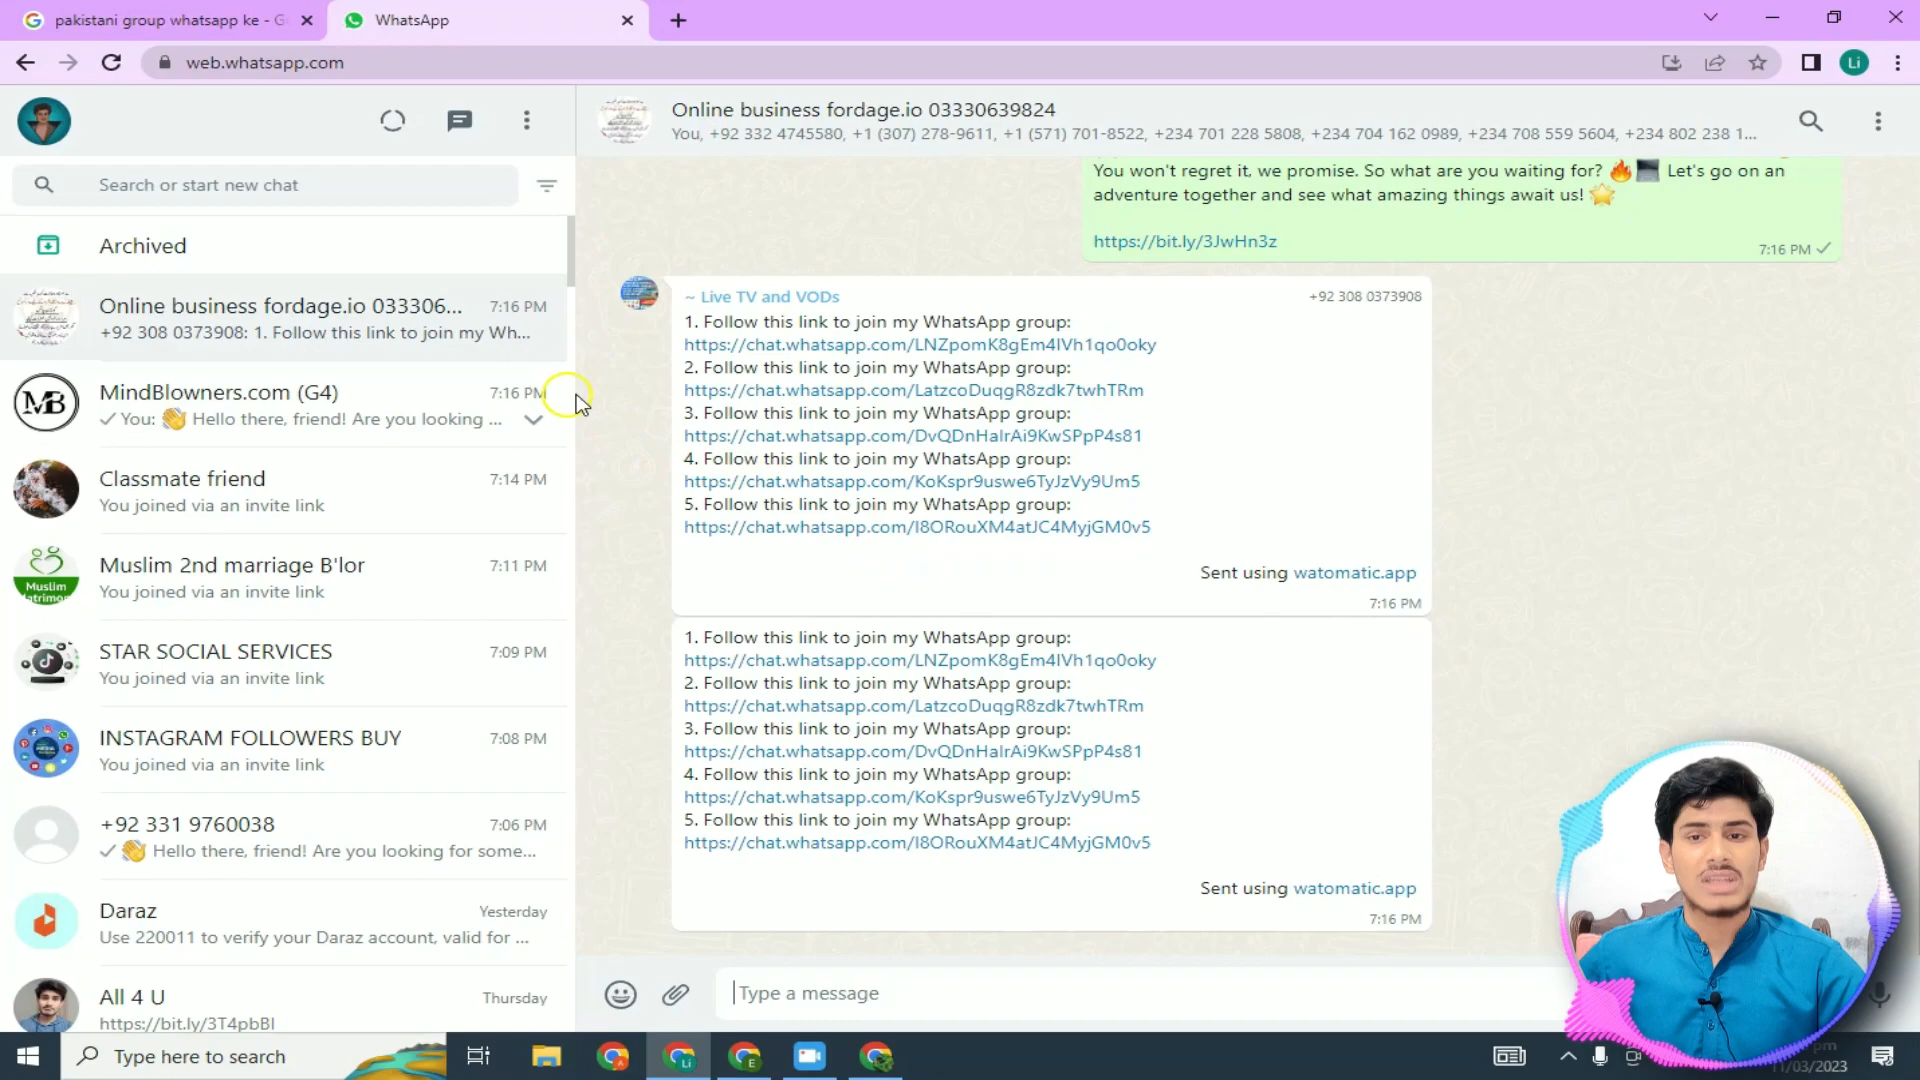 pakistani group whatsapp ke - G
WhatsApp
web.whatsapp.com
Li
Online business fordage.io 03330639824
You, +92 332 4745580, +1 (307) 278-9611, +1 (571) 701-8522, +234 701 228 5808, +234 704 162 0989, +234 708 559 5604, +234 802 238 1...
Search or start new chat
Archived
Online business fordage.io 033306... 7:16 PM
+92 308 0373908: 1. Follow this link to join my Wh...
MindBlowners.com (G4) 7:16 PM
You: 👋 Hello there, friend! Are you looking ...
MB
Classmate friend 7:14 PM
You joined via an invite link
Muslim 2nd marriage B'lor 7:11 PM
You joined via an invite link
Muslim
STAR SOCIAL SERVICES 7:09 PM
You joined via an invite link
INSTAGRAM FOLLOWERS BUY 7:08 PM
You joined via an invite link
+92 331 9760038 7:06 PM
👋 Hello there, friend! Are you looking for some...
Daraz Yesterday
Use 220011 to verify your Daraz account, valid for ...
All 4 U Thursday
https://bit.ly/3T4pbBl
You won't regret it, we promise. So what are you waiting for? 🔥 Let's go on an
adventure together and see what amazing things await us! 🌟
https://bit.ly/3JwHn3z
7:16 PM
~ Live TV and VODs +92 308 0373908
1. Follow this link to join my WhatsApp group:
https://chat.whatsapp.com/LNZpomK8gEm4IVh1qo0oky
2. Follow this link to join my WhatsApp group:
https://chat.whatsapp.com/LatzcoDuqgR8zdk7twhTRm
3. Follow this link to join my WhatsApp group:
https://chat.whatsapp.com/DvQDnHaIrAi9KwSPpP4s81
4. Follow this link to join my WhatsApp group:
https://chat.whatsapp.com/KoKspr9uswe6TyJzVy9Um5
5. Follow this link to join my WhatsApp group:
https://chat.whatsapp.com/I8ORouXM4atJC4MyjGM0v5
Sent using watomatic.app
7:16 PM
1. Follow this link to join my WhatsApp group:
https://chat.whatsapp.com/LNZpomK8gEm4IVh1qo0oky
2. Follow this link to join my WhatsApp group:
https://chat.whatsapp.com/LatzcoDuqgR8zdk7twhTRm
3. Follow this link to join my WhatsApp group:
https://chat.whatsapp.com/DvQDnHaIrAi9KwSPpP4s81
4. Follow this link to join my WhatsApp group:
https://chat.whatsapp.com/KoKspr9uswe6TyJzVy9Um5
5. Follow this link to join my WhatsApp group:
https://chat.whatsapp.com/I8ORouXM4atJC4MyjGM0v5
Sent using watomatic.app
7:16 PM
Type a message
Type here to search
pm
/03/2023